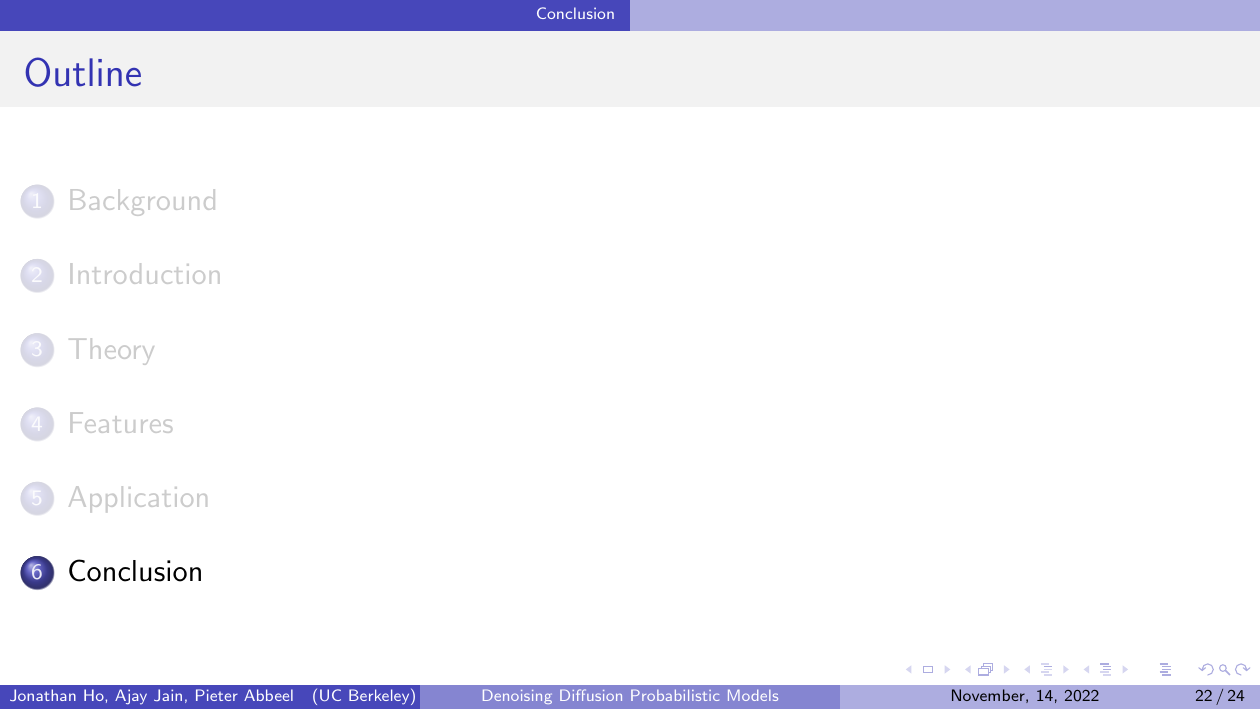 Conclusion
Outline
1 Background
2 Introduction
3 Theory
4 Features
5 Application
6 Conclusion
Jonathan Ho, Ajay Jain, Pieter Abbeel (UC Berkeley) Denoising Diffusion Probabilistic Models November, 14, 2022 22 / 24